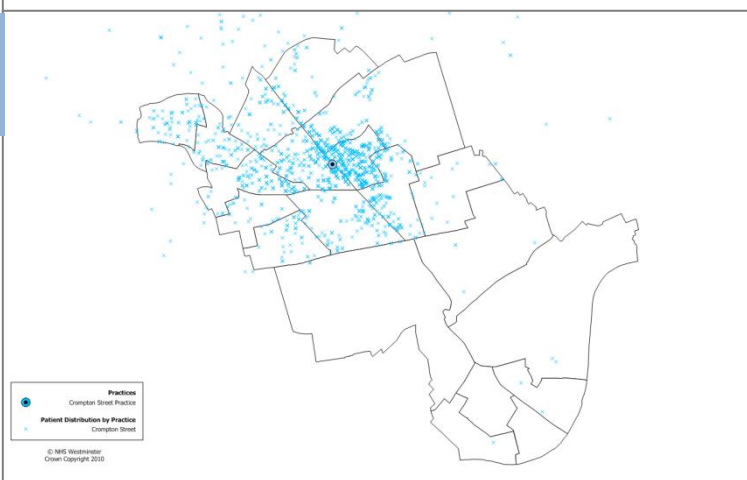 Practices
Crompton Street Practice
Patient Distribution by Practice
Crompton Street
© NHS Westminster
Crown Copyright 2010